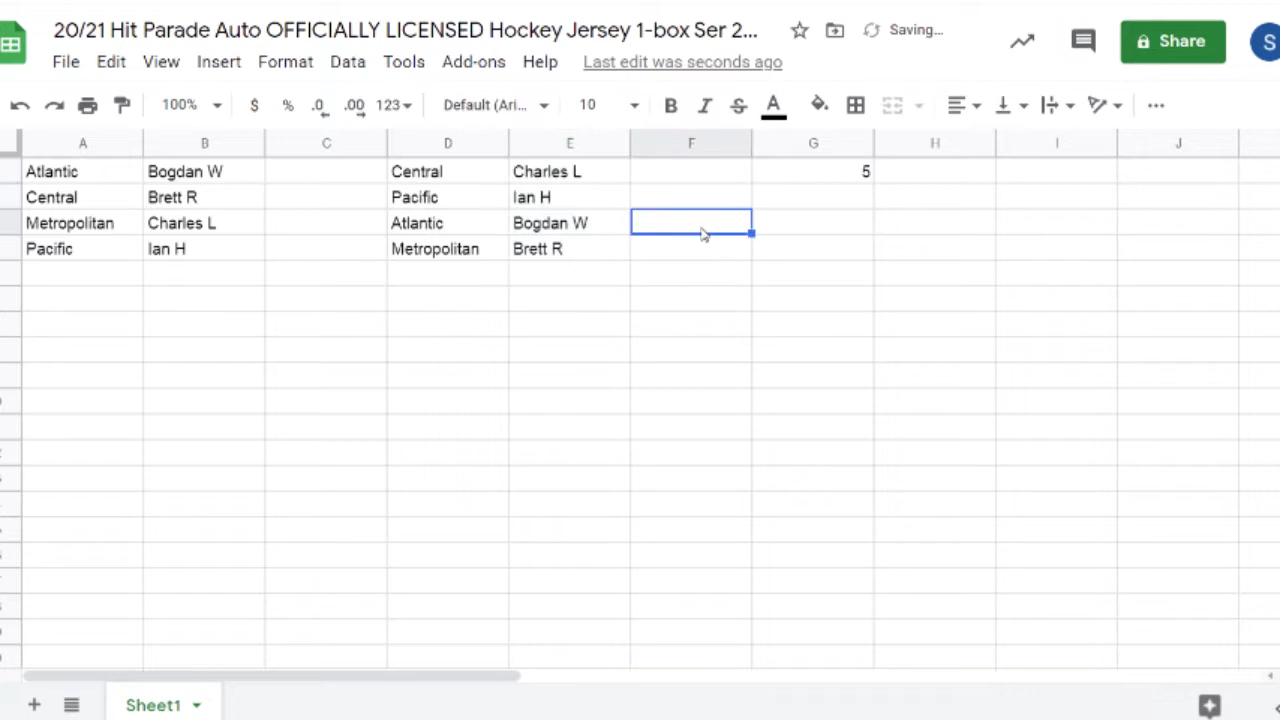 20/21 Hit Parade Auto OFFICIALLY LICENSED Hockey Jersey 1-box Ser 2... Saving...
Share
S
File Edit View Insert Format Data Tools Add-ons Help Last edit was seconds ago
100% $ % .0 .00 123 Default (Ari... 10 B I S A
A B C D E F G H I J
Atlantic Bogdan W Central Charles L 5
Central Brett R Pacific Ian H
Metropolitan Charles L Atlantic Bogdan W
Pacific Ian H Metropolitan Brett R
Sheet1